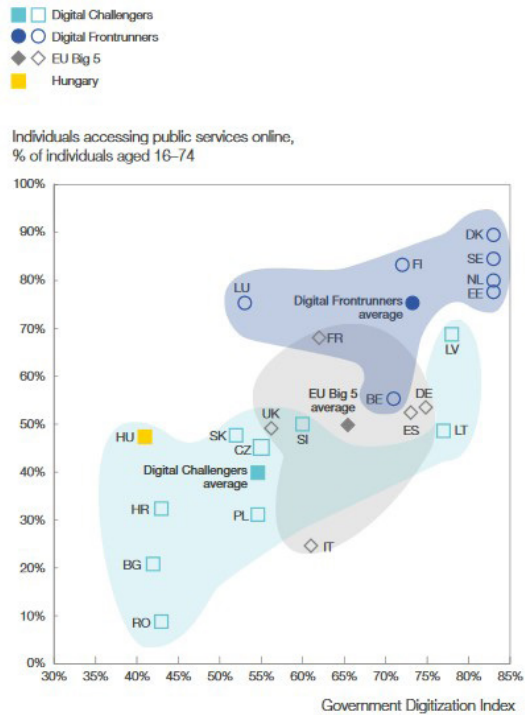 Digital Challengers
Digital Frontrunners
EU Big 5
Hungary
Individuals accessing public services online,
% of individuals aged 16–74
100%
90%
80%
70%
60%
50%
40%
30%
20%
10%
0%
DK
SE
FI
NL
EE
LU
Digital Frontrunners
average
FR
LV
EU Big 5
average
BE
DE
UK
ES
LT
HU
SK
SI
CZ
Digital Challengers
average
HR
PL
IT
BG
RO
30%
35%
40%
45%
50%
55%
60%
65%
70%
75%
80%
85%
Government Digitization Index